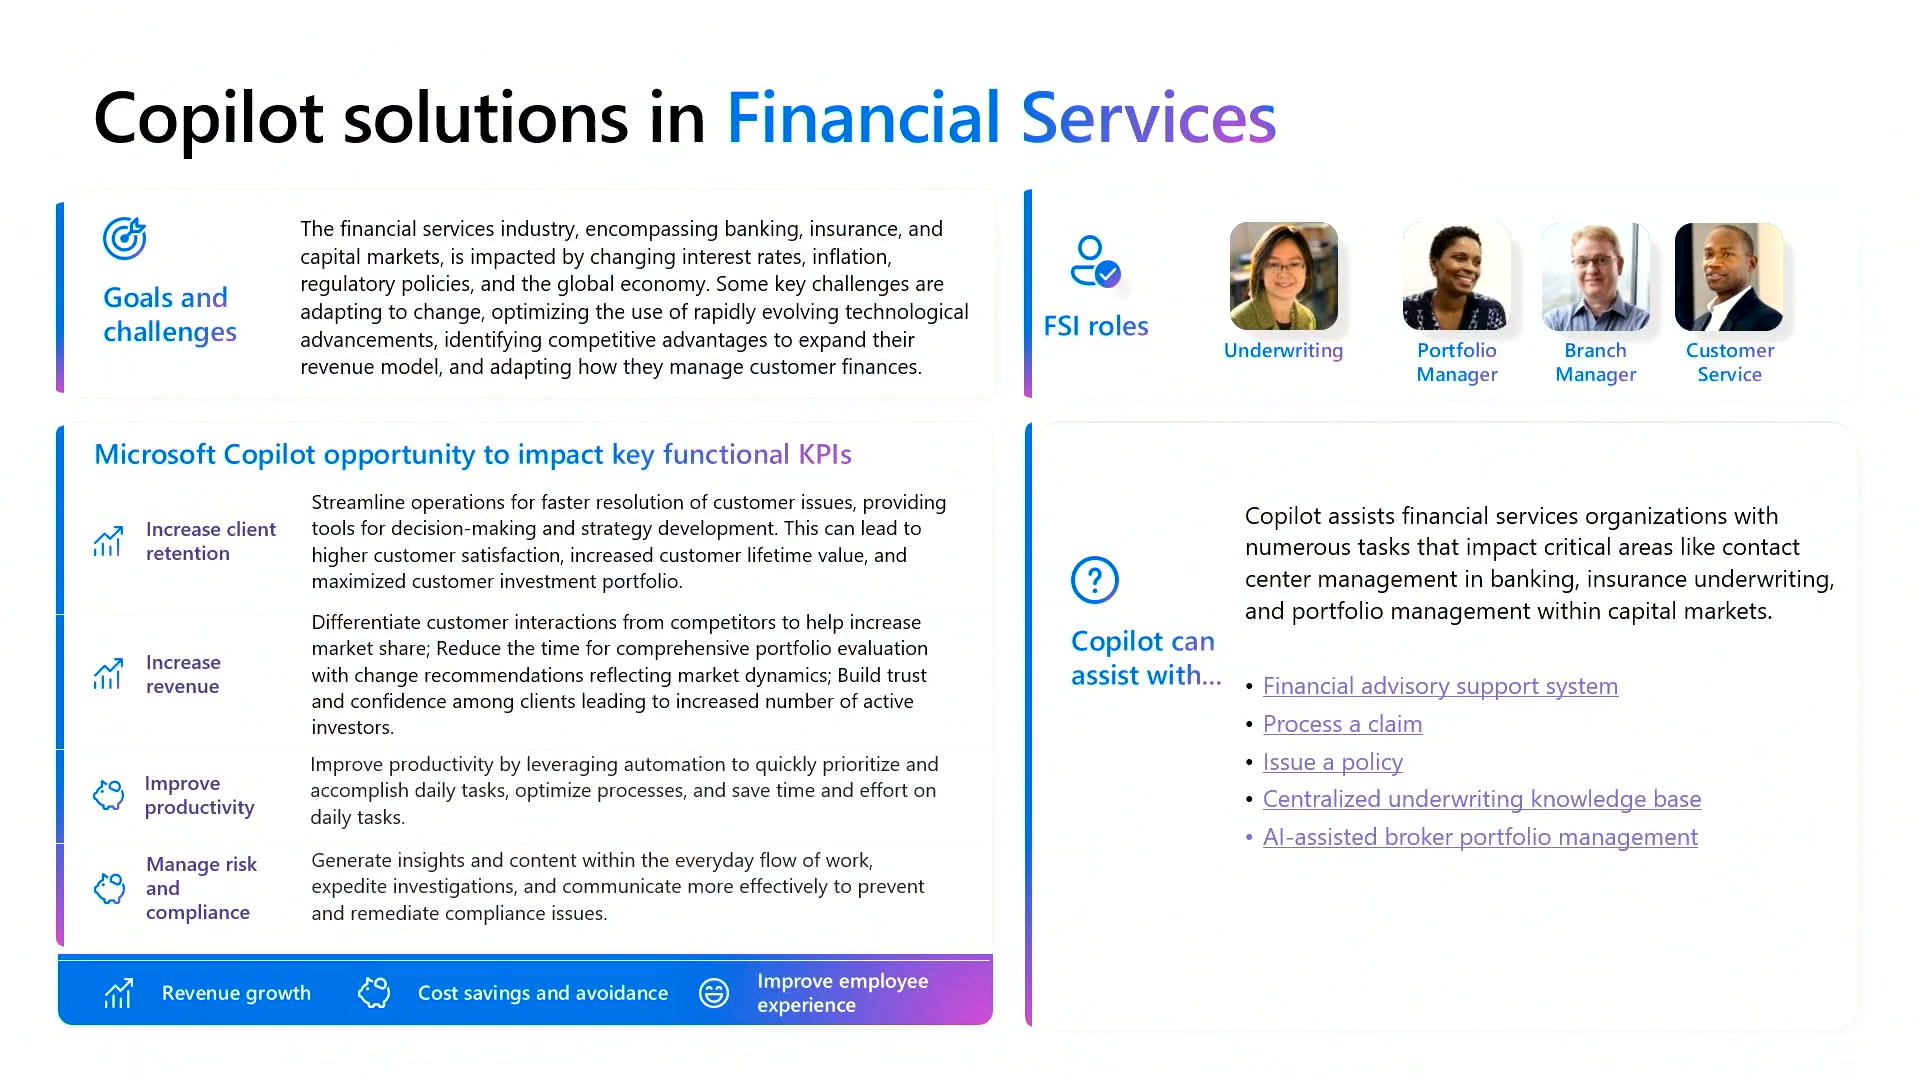 Copilot solutions in Financial Services
Goals and
challenges
The financial services industry, encompassing banking, insurance, and
capital markets, is impacted by changing interest rates, inflation,
regulatory policies, and the global economy. Some key challenges are
adapting to change, optimizing the use of rapidly evolving technological
advancements, identifying competitive advantages to expand their
revenue model, and adapting how they manage customer finances.
FSI roles
Underwriting
Portfolio
Manager
Branch
Manager
Customer
Service
Microsoft Copilot opportunity to impact key functional KPIs
Increase client
retention
Streamline operations for faster resolution of customer issues, providing
tools for decision-making and strategy development. This can lead to
higher customer satisfaction, increased customer lifetime value, and
maximized customer investment portfolio.
Increase
revenue
Differentiate customer interactions from competitors to help increase
market share; Reduce the time for comprehensive portfolio evaluation
with change recommendations reflecting market dynamics; Build trust
and confidence among clients leading to increased number of active
investors.
Improve
productivity
Improve productivity by leveraging automation to quickly prioritize and
accomplish daily tasks, optimize processes, and save time and effort on
daily tasks.
Manage risk
and
compliance
Generate insights and content within the everyday flow of work,
expedite investigations, and communicate more effectively to prevent
and remediate compliance issues.
Revenue growth
Cost savings and avoidance
Improve employee
experience
Copilot can
assist with...
Copilot assists financial services organizations with
numerous tasks that impact critical areas like contact
center management in banking, insurance underwriting,
and portfolio management within capital markets.
• Financial advisory support system
• Process a claim
• Issue a policy
• Centralized underwriting knowledge base
• AI-assisted broker portfolio management